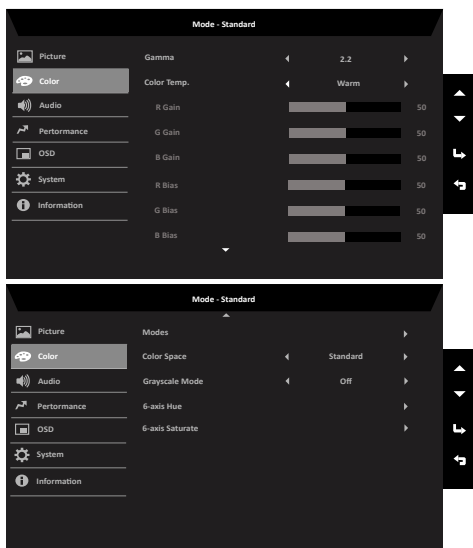 Mode - Standard
Picture
Gamma 2.2
Color
Color Temp. Warm
Audio
R Gain 50
Pertormance
G Gain 50
OSD
B Gain 50
System
R Bias 50
Information
G Bias 50
B Bias 50
Mode - Standard
Picture
Modes
Color
Color Space Standard
Audio
Grayscale Mode Off
Pertormance
6-axis Hue
OSD
6-axis Saturate
System
Information